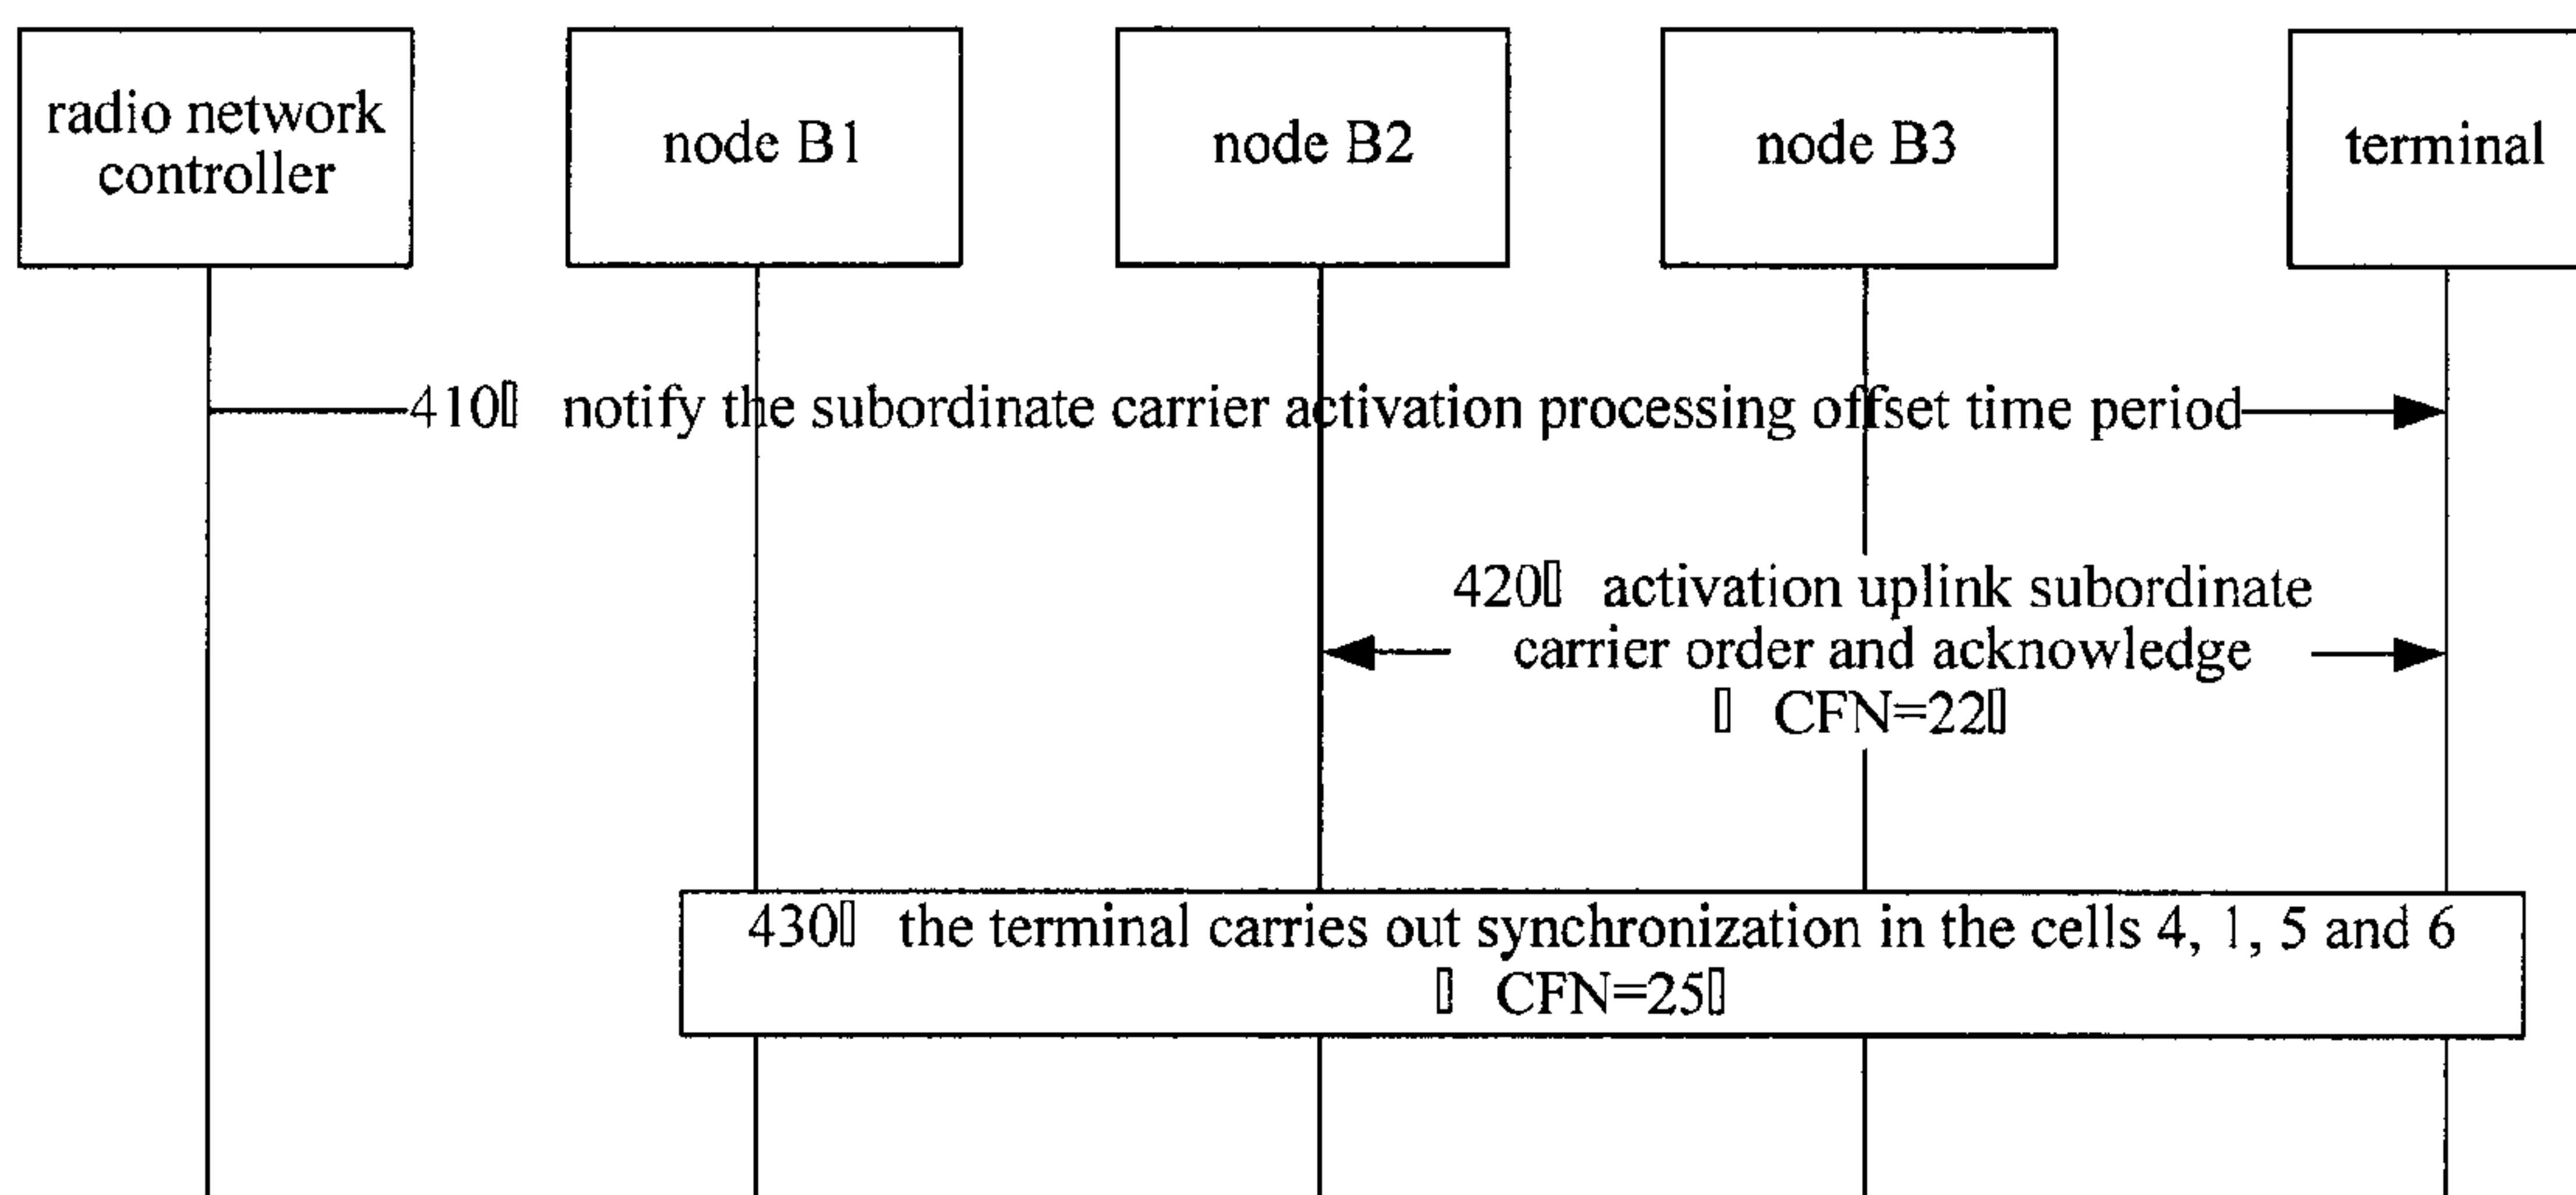 radio network
controller
node B1
node B2
node B3
terminal
410▯ notify the subordinate carrier activation processing offset time period
420▯ activation uplink subordinate
carrier order and acknowledge
▯ CFN=22▯
430▯ the terminal carries out synchronization in the cells 4, 1, 5 and 6
▯ CFN=25▯